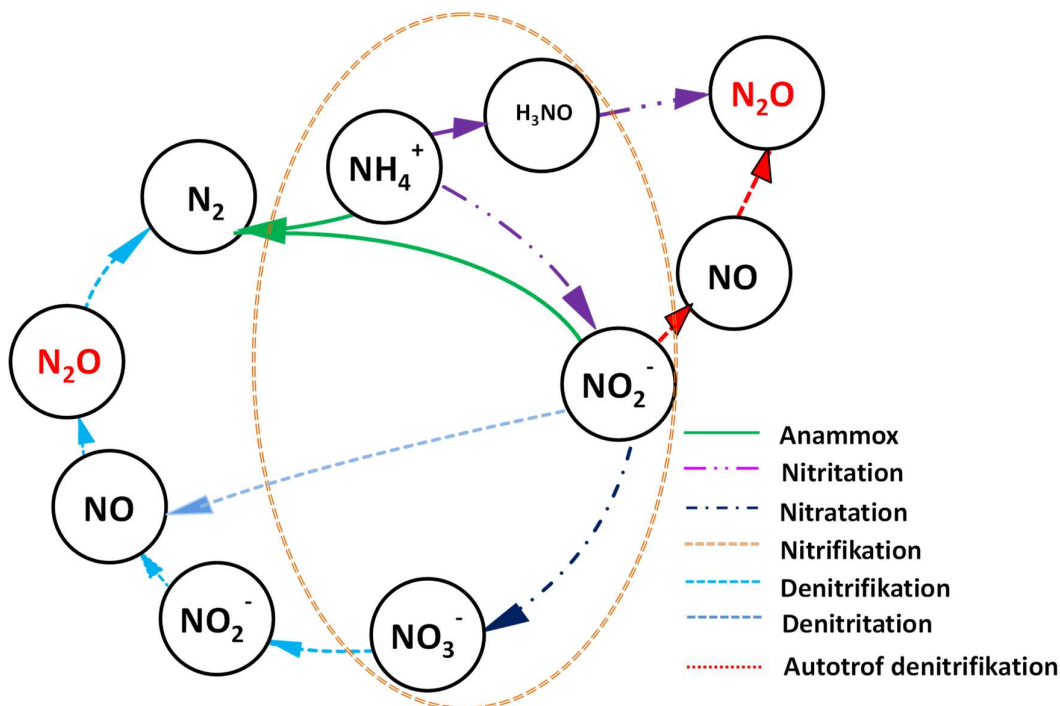 H₃NO
N₂O
NH₄⁺
N₂
NO
N₂O
NO₂⁻
NO
NO₂⁻
NO₃⁻
Anammox
Nitritation
Nitratation
Nitrifikation
Denitrifikation
Denitritation
Autotrof denitrifikation